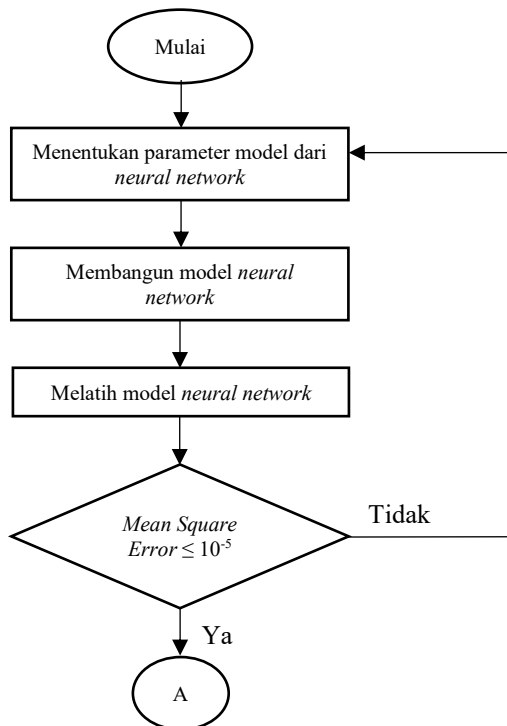 Mulai
Menentukan parameter model dari
neural network
Membangun model neural
network
Melatih model neural network
Mean Square
Error ≤ 10⁻⁵
Tidak
Ya
A